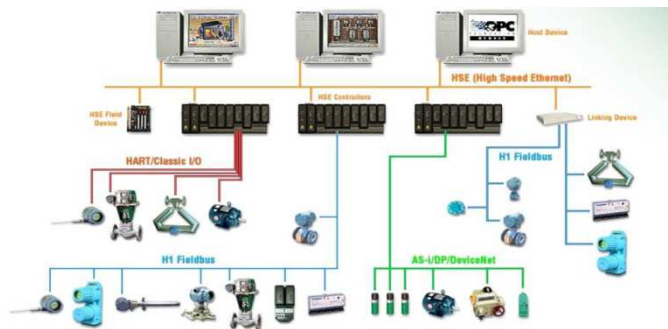 OPC
Host Device
HSE (High Speed Ethernet)
HSE Field
Device
HSE Controllers
Linking Device
HART/Classic I/O
H1 Fieldbus
H1 Fieldbus
AS-i/DP/DeviceNet